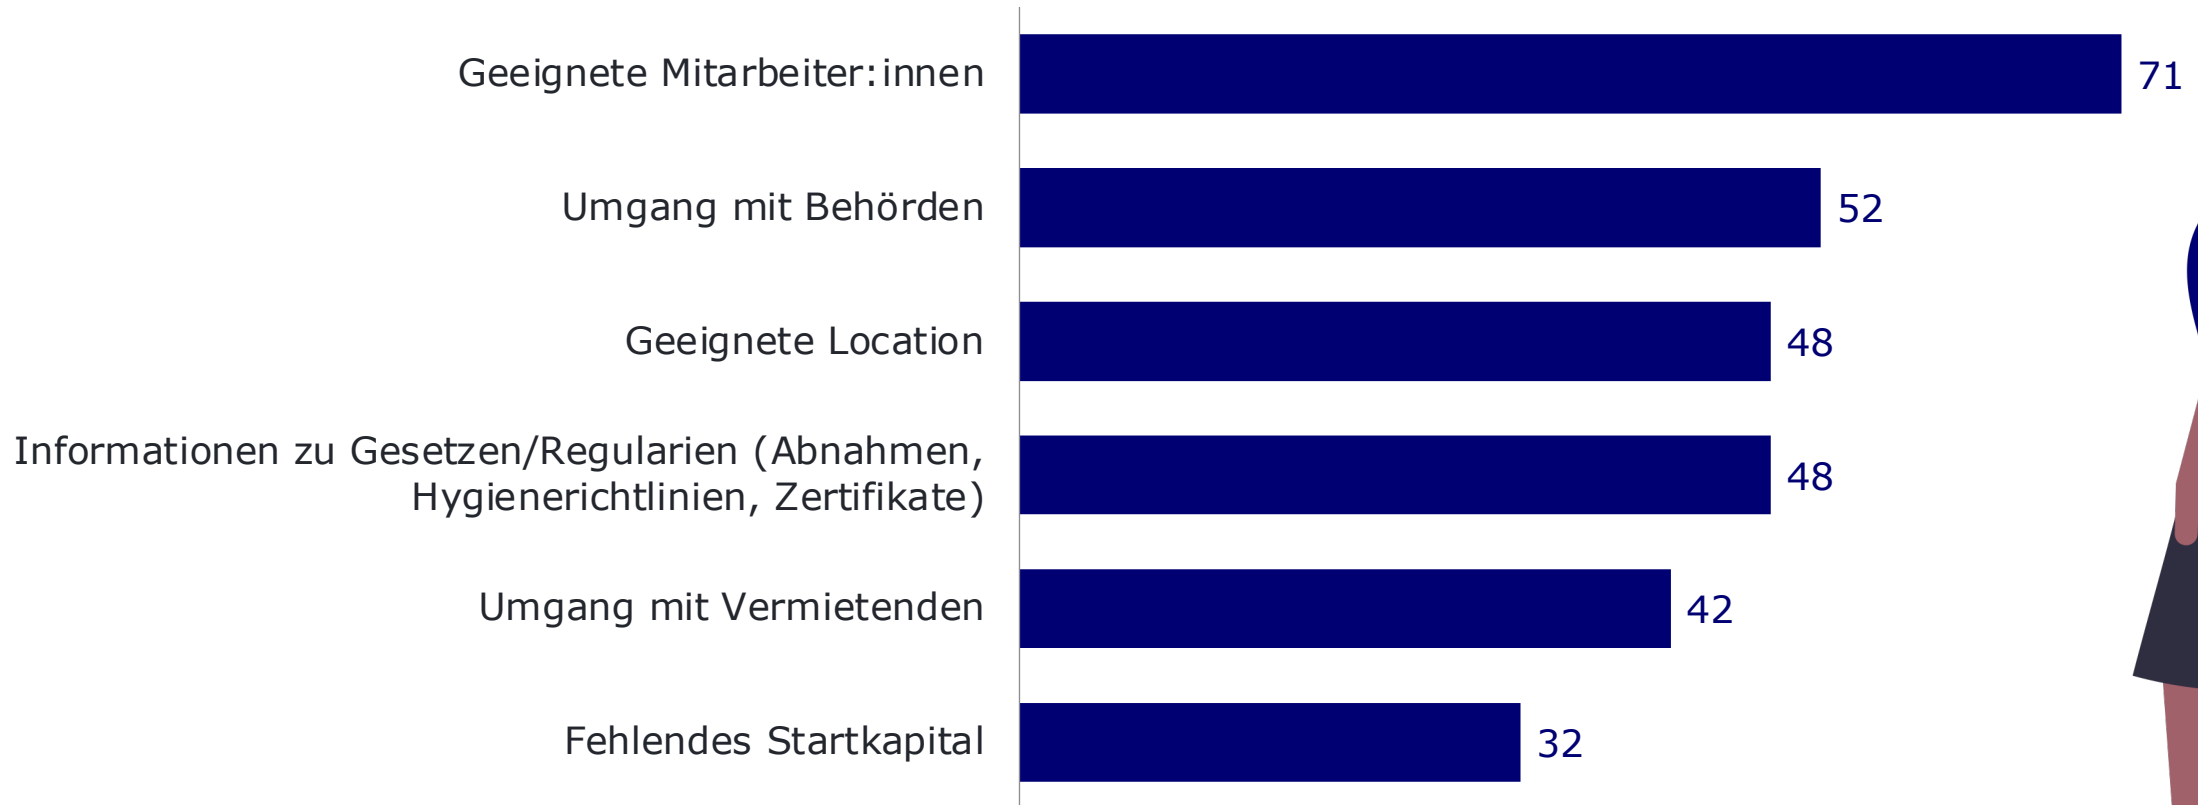 Geeignete Mitarbeiter:innen 71
Umgang mit Behörden 52
Geeignete Location 48
Informationen zu Gesetzen/Regularien (Abnahmen,
Hygienerichtlinien, Zertifikate) 48
Umgang mit Vermietenden 42
Fehlendes Startkapital 32